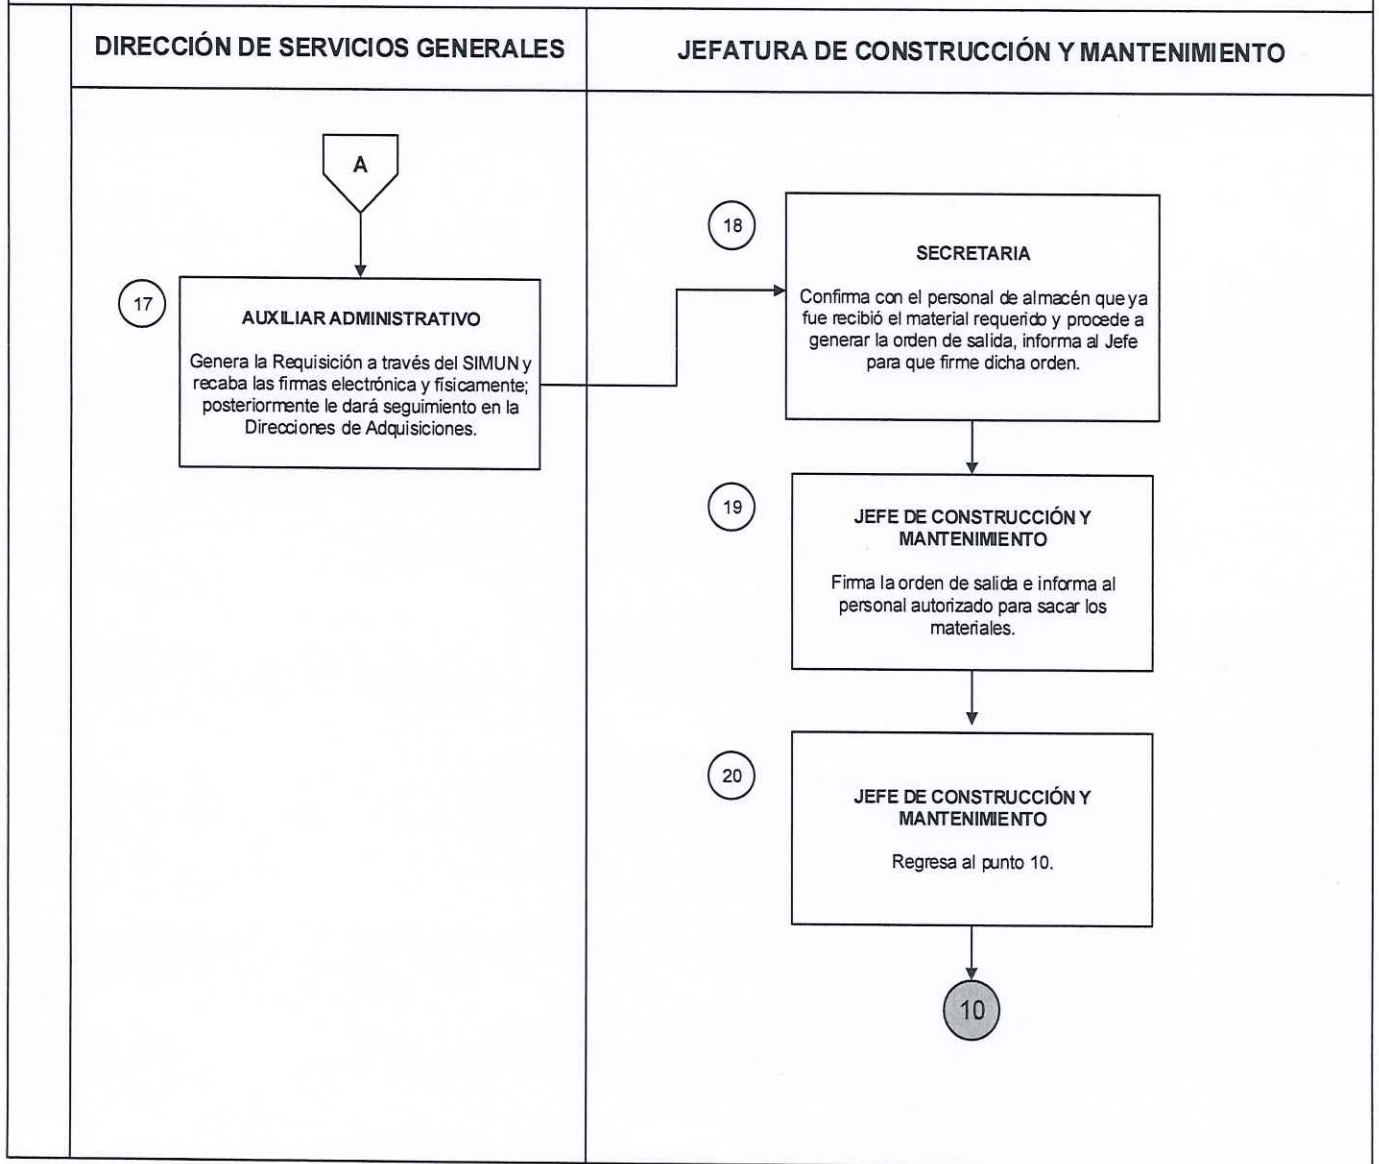 DIRECCIÓN DE SERVICIOS GENERALES
JEFATURA DE CONSTRUCCIÓN Y MANTENIMIENTO
A
17
AUXILIAR ADMINISTRATIVO
Genera la Requisición a través del SIMUN y
recaba las firmas electrónica y físicamente;
posteriormente le dará seguimiento en la
Direcciones de Adquisiciones.
18
SECRETARIA
Confirma con el personal de almacén que ya
fue recibió el material requerido y procede a
generar la orden de salida, informa al Jefe
para que firme dicha orden.
19
JEFE DE CONSTRUCCIÓN Y
MANTENIMIENTO
Firma la orden de salida e informa al
personal autorizado para sacar los
materiales.
20
JEFE DE CONSTRUCCIÓN Y
MANTENIMIENTO
Regresa al punto 10.
10